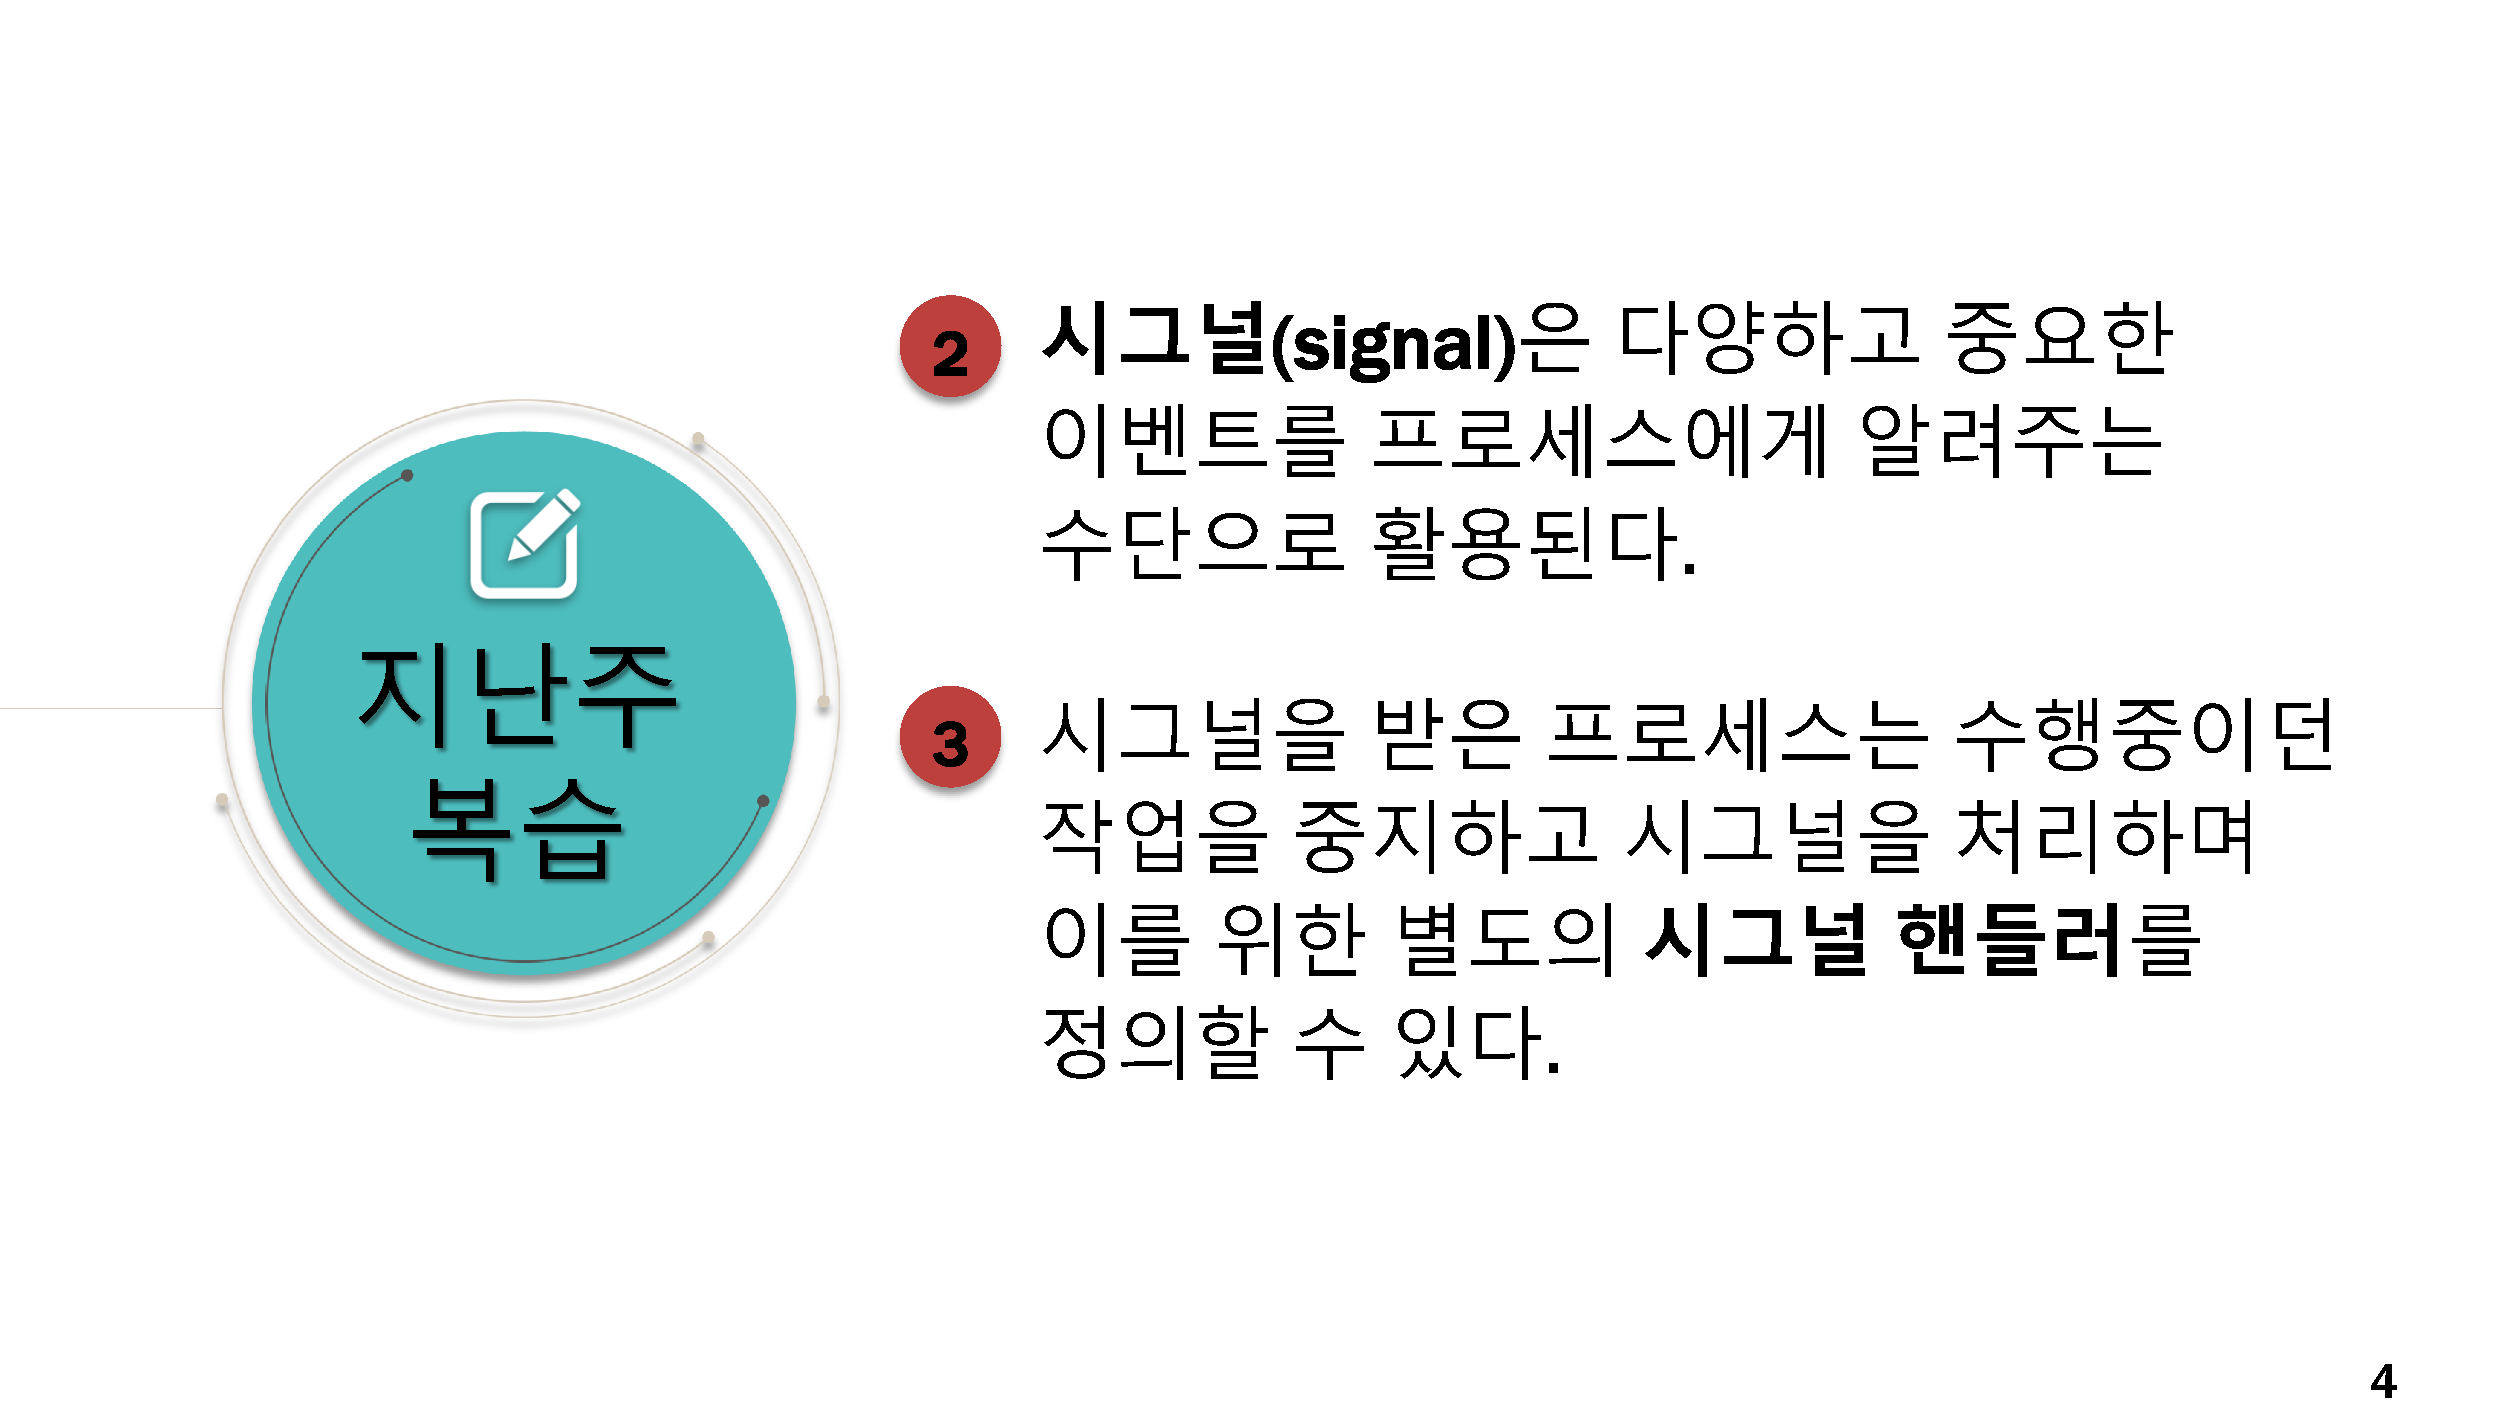 지난주
복습
2 시그널(signal)은 다양하고 중요한
이벤트를 프로세스에게 알려주는
수단으로 활용된다.
3 시그널을 받은 프로세스는 수행중이던
작업을 중지하고 시그널을 처리하며
이를 위한 별도의 시그널 핸들러를
정의할 수 있다.
4